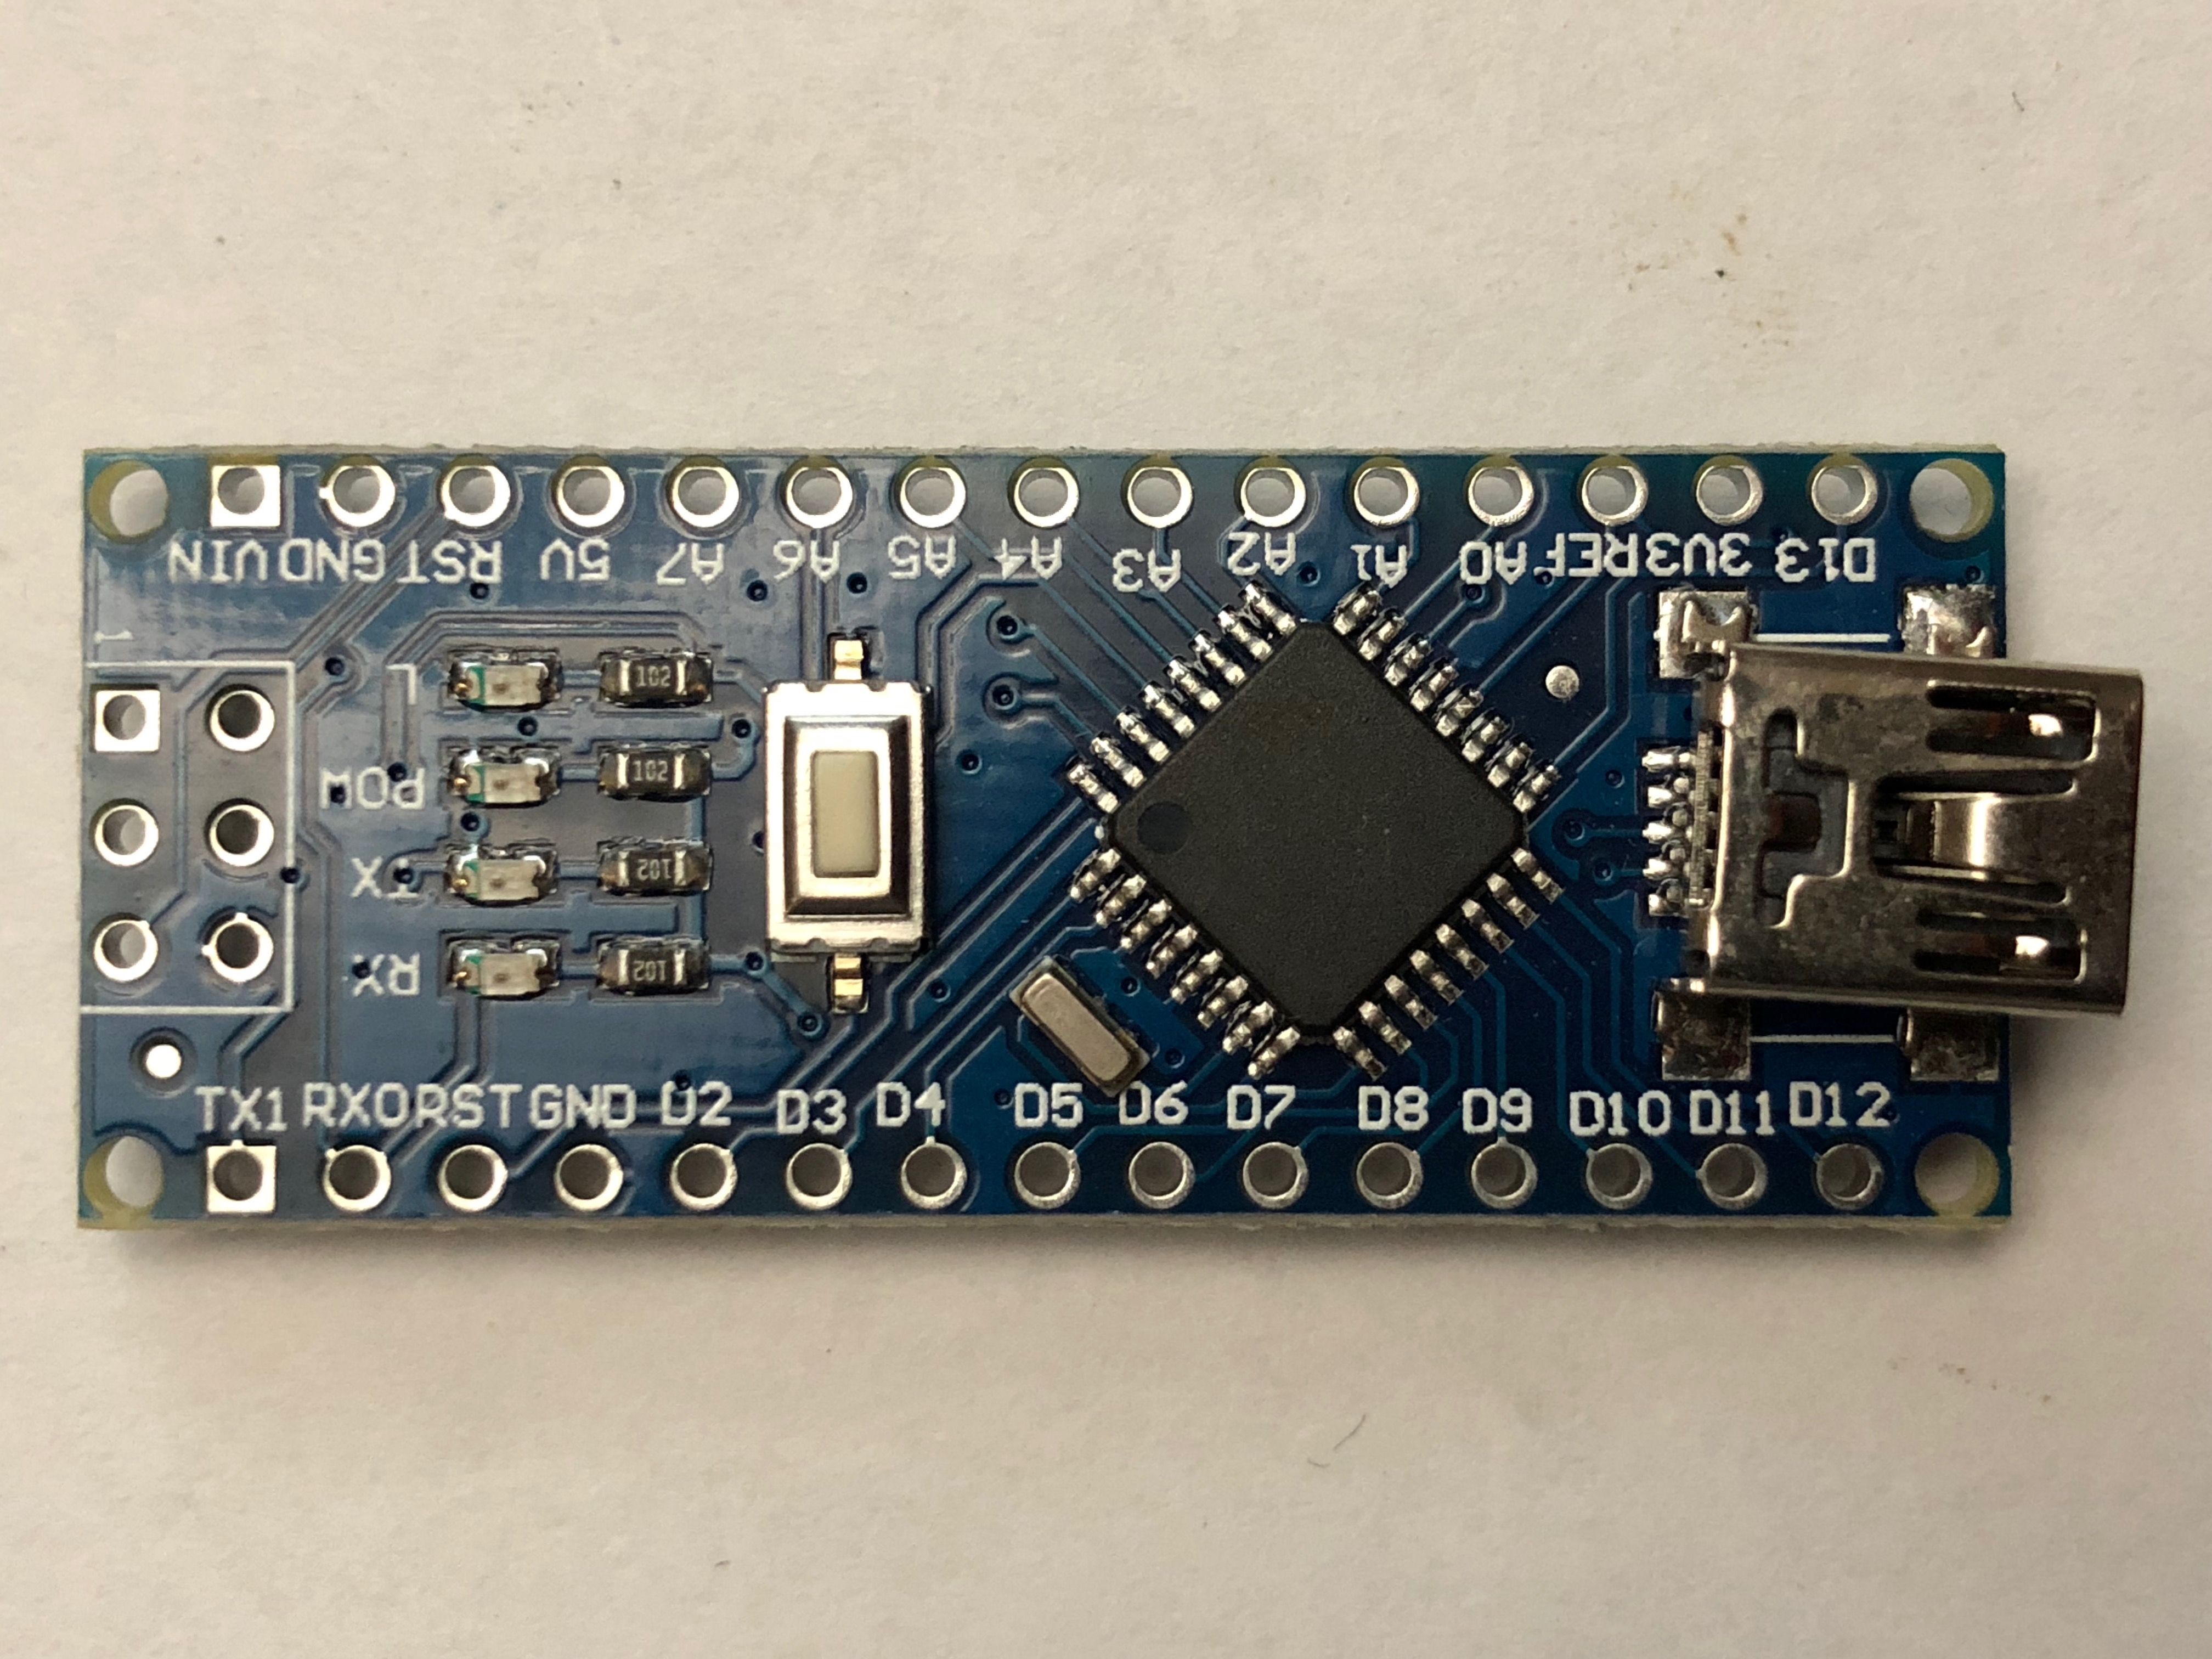 VIN GND RST 5V A7 A6 A5 A4 A3 A2 A1 A0 REF 3V3 D13
1
L
102
POW
102
TX
102
RX
102
TX1 RX0 RST GND D2 D3 D4 D5 D6 D7 D8 D9 D10 D11 D12